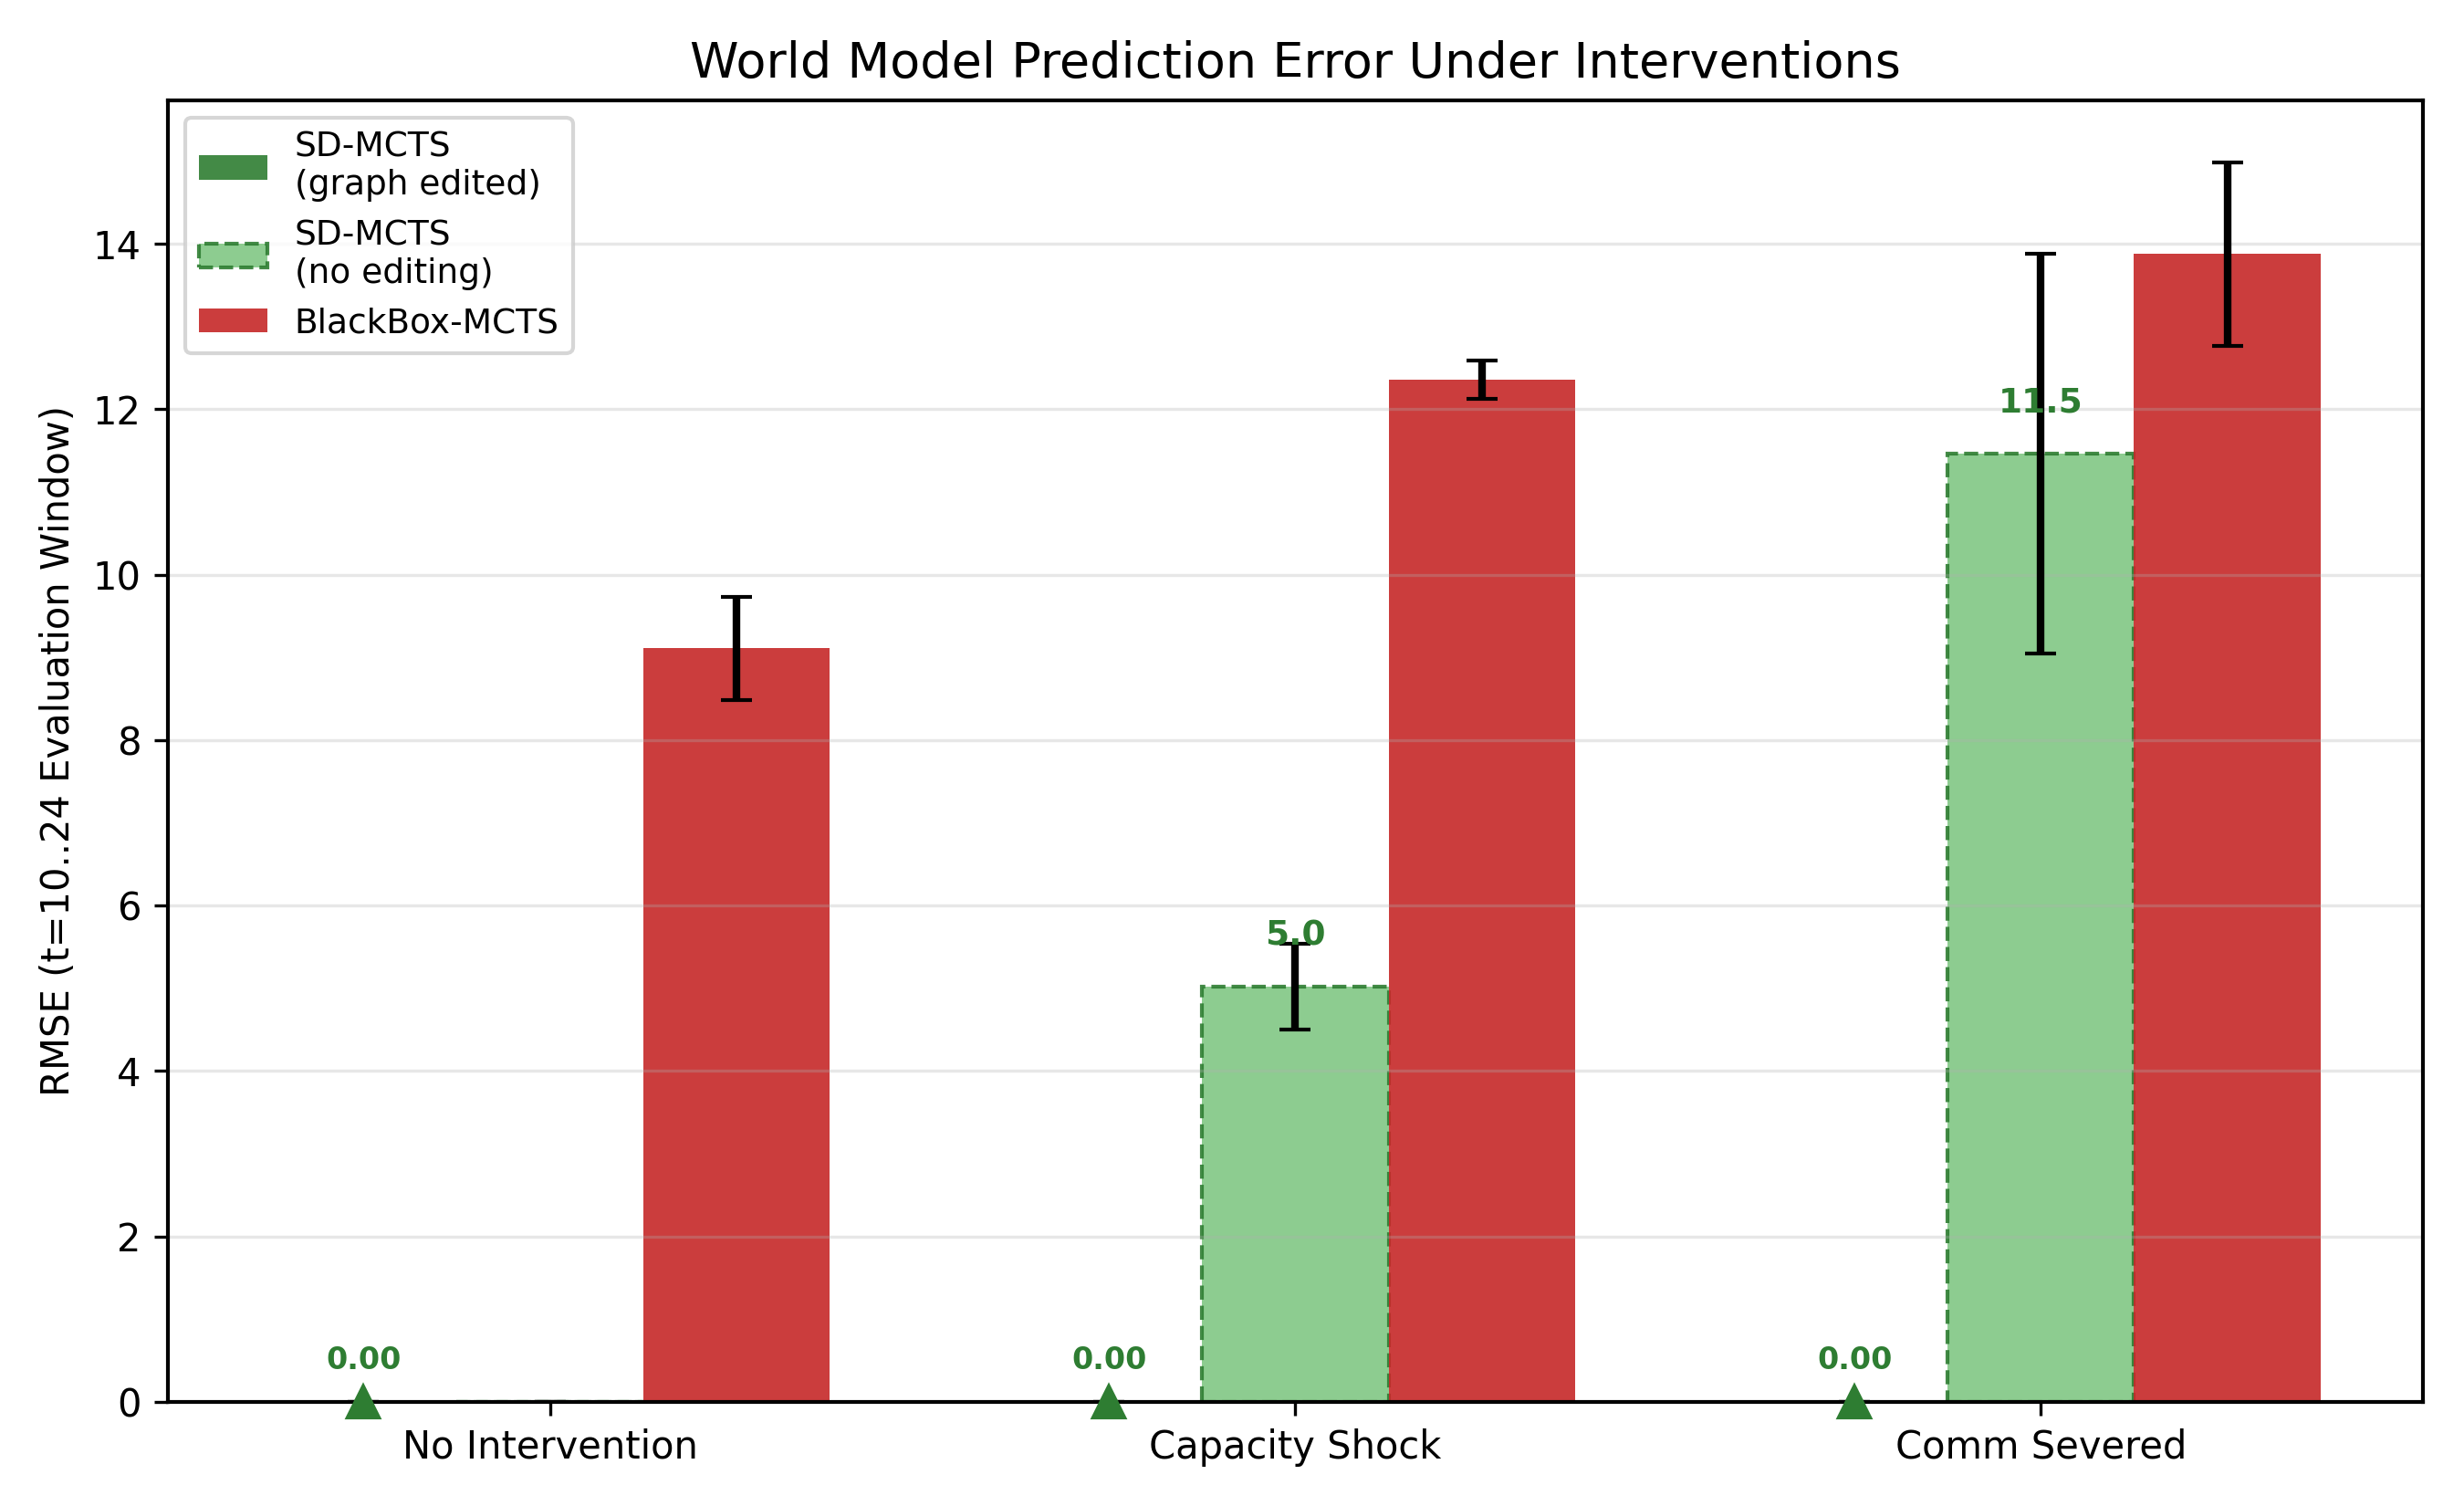 World Model Prediction Error Under Interventions
SD-MCTS
(graph edited)
SD-MCTS
(no editing)
BlackBox-MCTS
RMSE (t=10..24 Evaluation Window)
14
12
10
8
6
4
2
0
0.00
0.00
5.0
0.00
11.5
No Intervention
Capacity Shock
Comm Severed